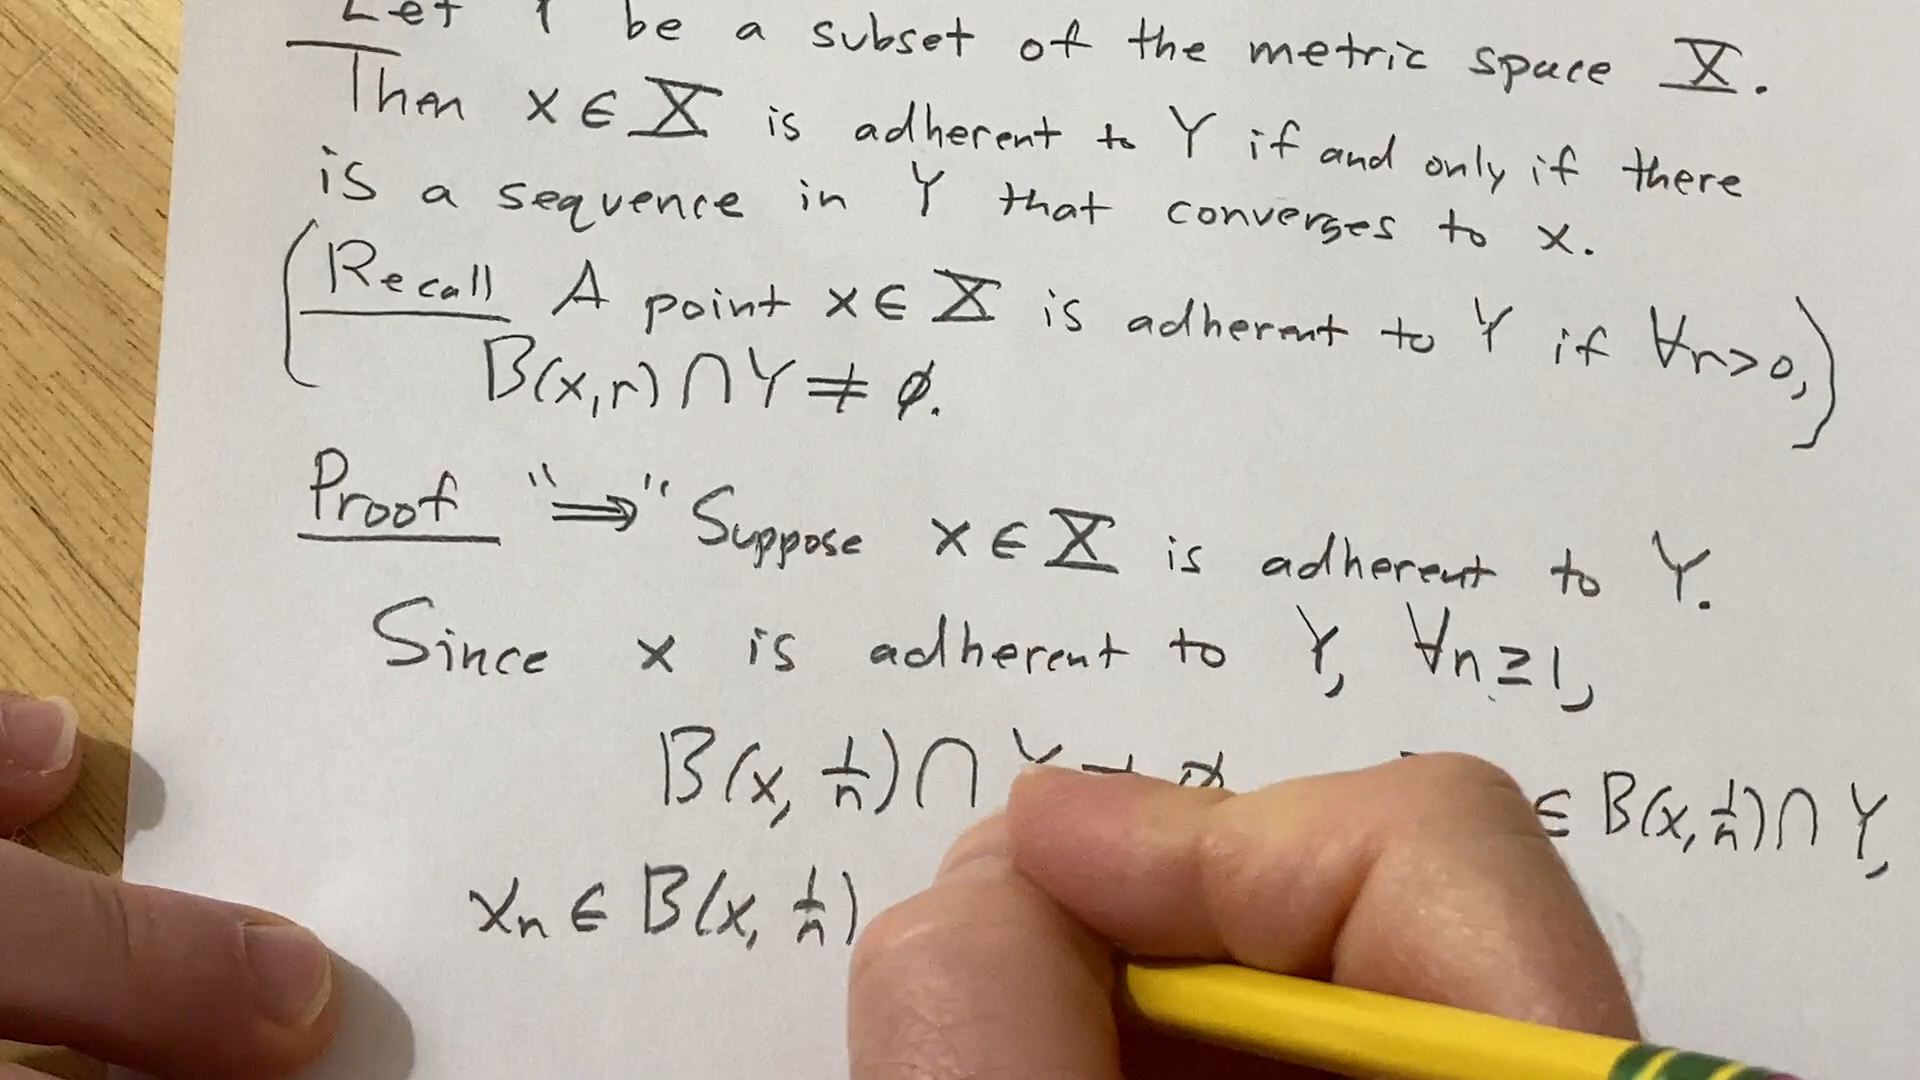 Let Y be a subset of the metric space X.
Then x ∈ X is adherent to Y if and only if there
is a sequence in Y that converges to x.
(Recall A point x ∈ X is adherent to Y if ∀r>0,)
B(x,r) ∩ Y ≠ ∅.
Proof "⇒" Suppose x ∈ X is adherent to Y.
Since x is adherent to Y, ∀n≥1,
B(x, 1/n) ∩ Y ≠ ∅ ∈ B(x, 1/n) ∩ Y,
xn ∈ B(x, 1/n)